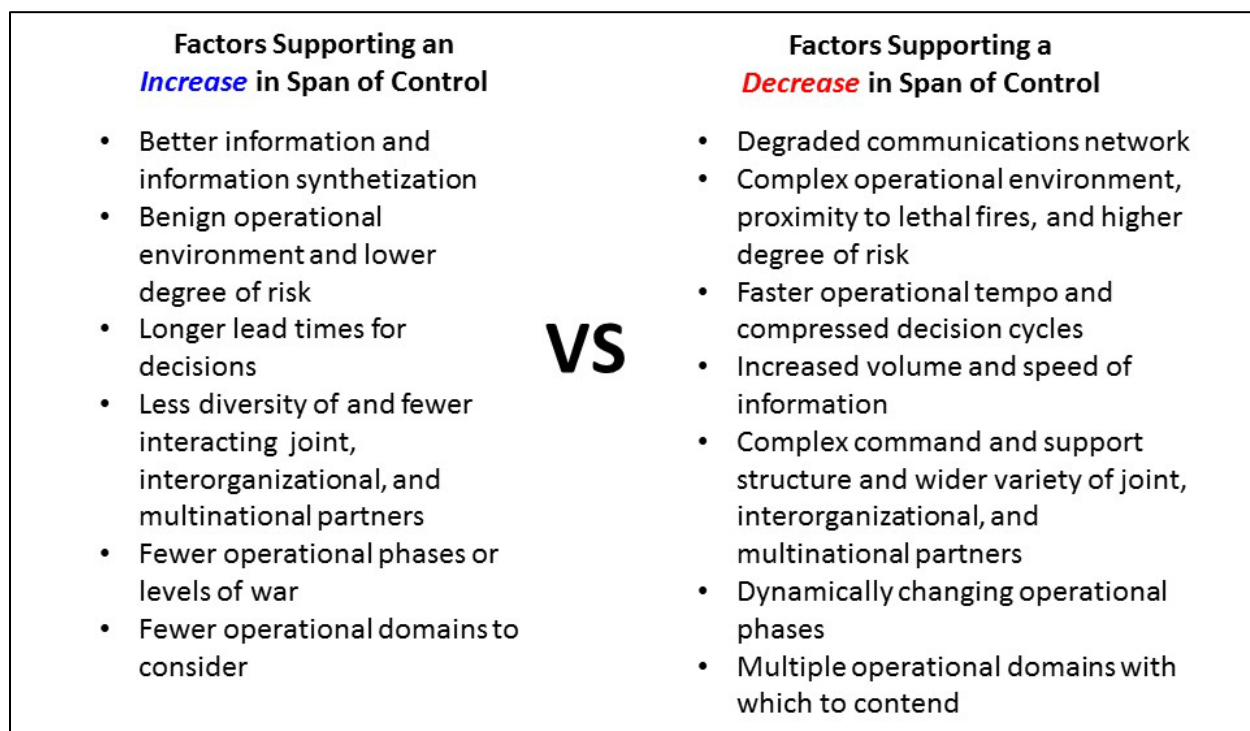 Factors Supporting an
Increase in Span of Control
• Better information and
information synthetization
• Benign operational
environment and lower
degree of risk
• Longer lead times for
decisions
• Less diversity of and fewer
interacting joint,
interorganizational, and
multinational partners
• Fewer operational phases or
levels of war
• Fewer operational domains to
consider
VS
Factors Supporting a
Decrease in Span of Control
• Degraded communications network
• Complex operational environment,
proximity to lethal fires, and higher
degree of risk
• Faster operational tempo and
compressed decision cycles
• Increased volume and speed of
information
• Complex command and support
structure and wider variety of joint,
interorganizational, and
multinational partners
• Dynamically changing operational
phases
• Multiple operational domains with
which to contend